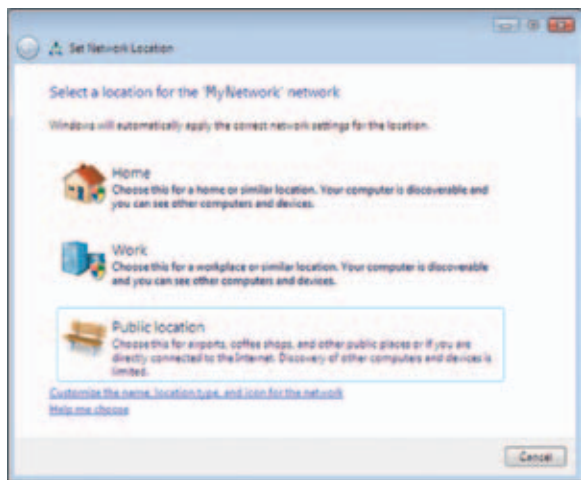 Set Network Location
Select a location for the 'MyNetwork' network
Windows will automatically apply the correct network settings for the location.
Home
Choose this for a home or similar location. Your computer is discoverable and
you can see other computers and devices.
Work
Choose this for a workplace or similar location. Your computer is discoverable
and you can see other computers and devices.
Public location
Choose this for airports, coffee shops, and other public places or if you are
directly connected to the Internet. Discovery of other computers and devices is
limited.
Customize the name, location type, and icon for the network
Help me choose
Cancel